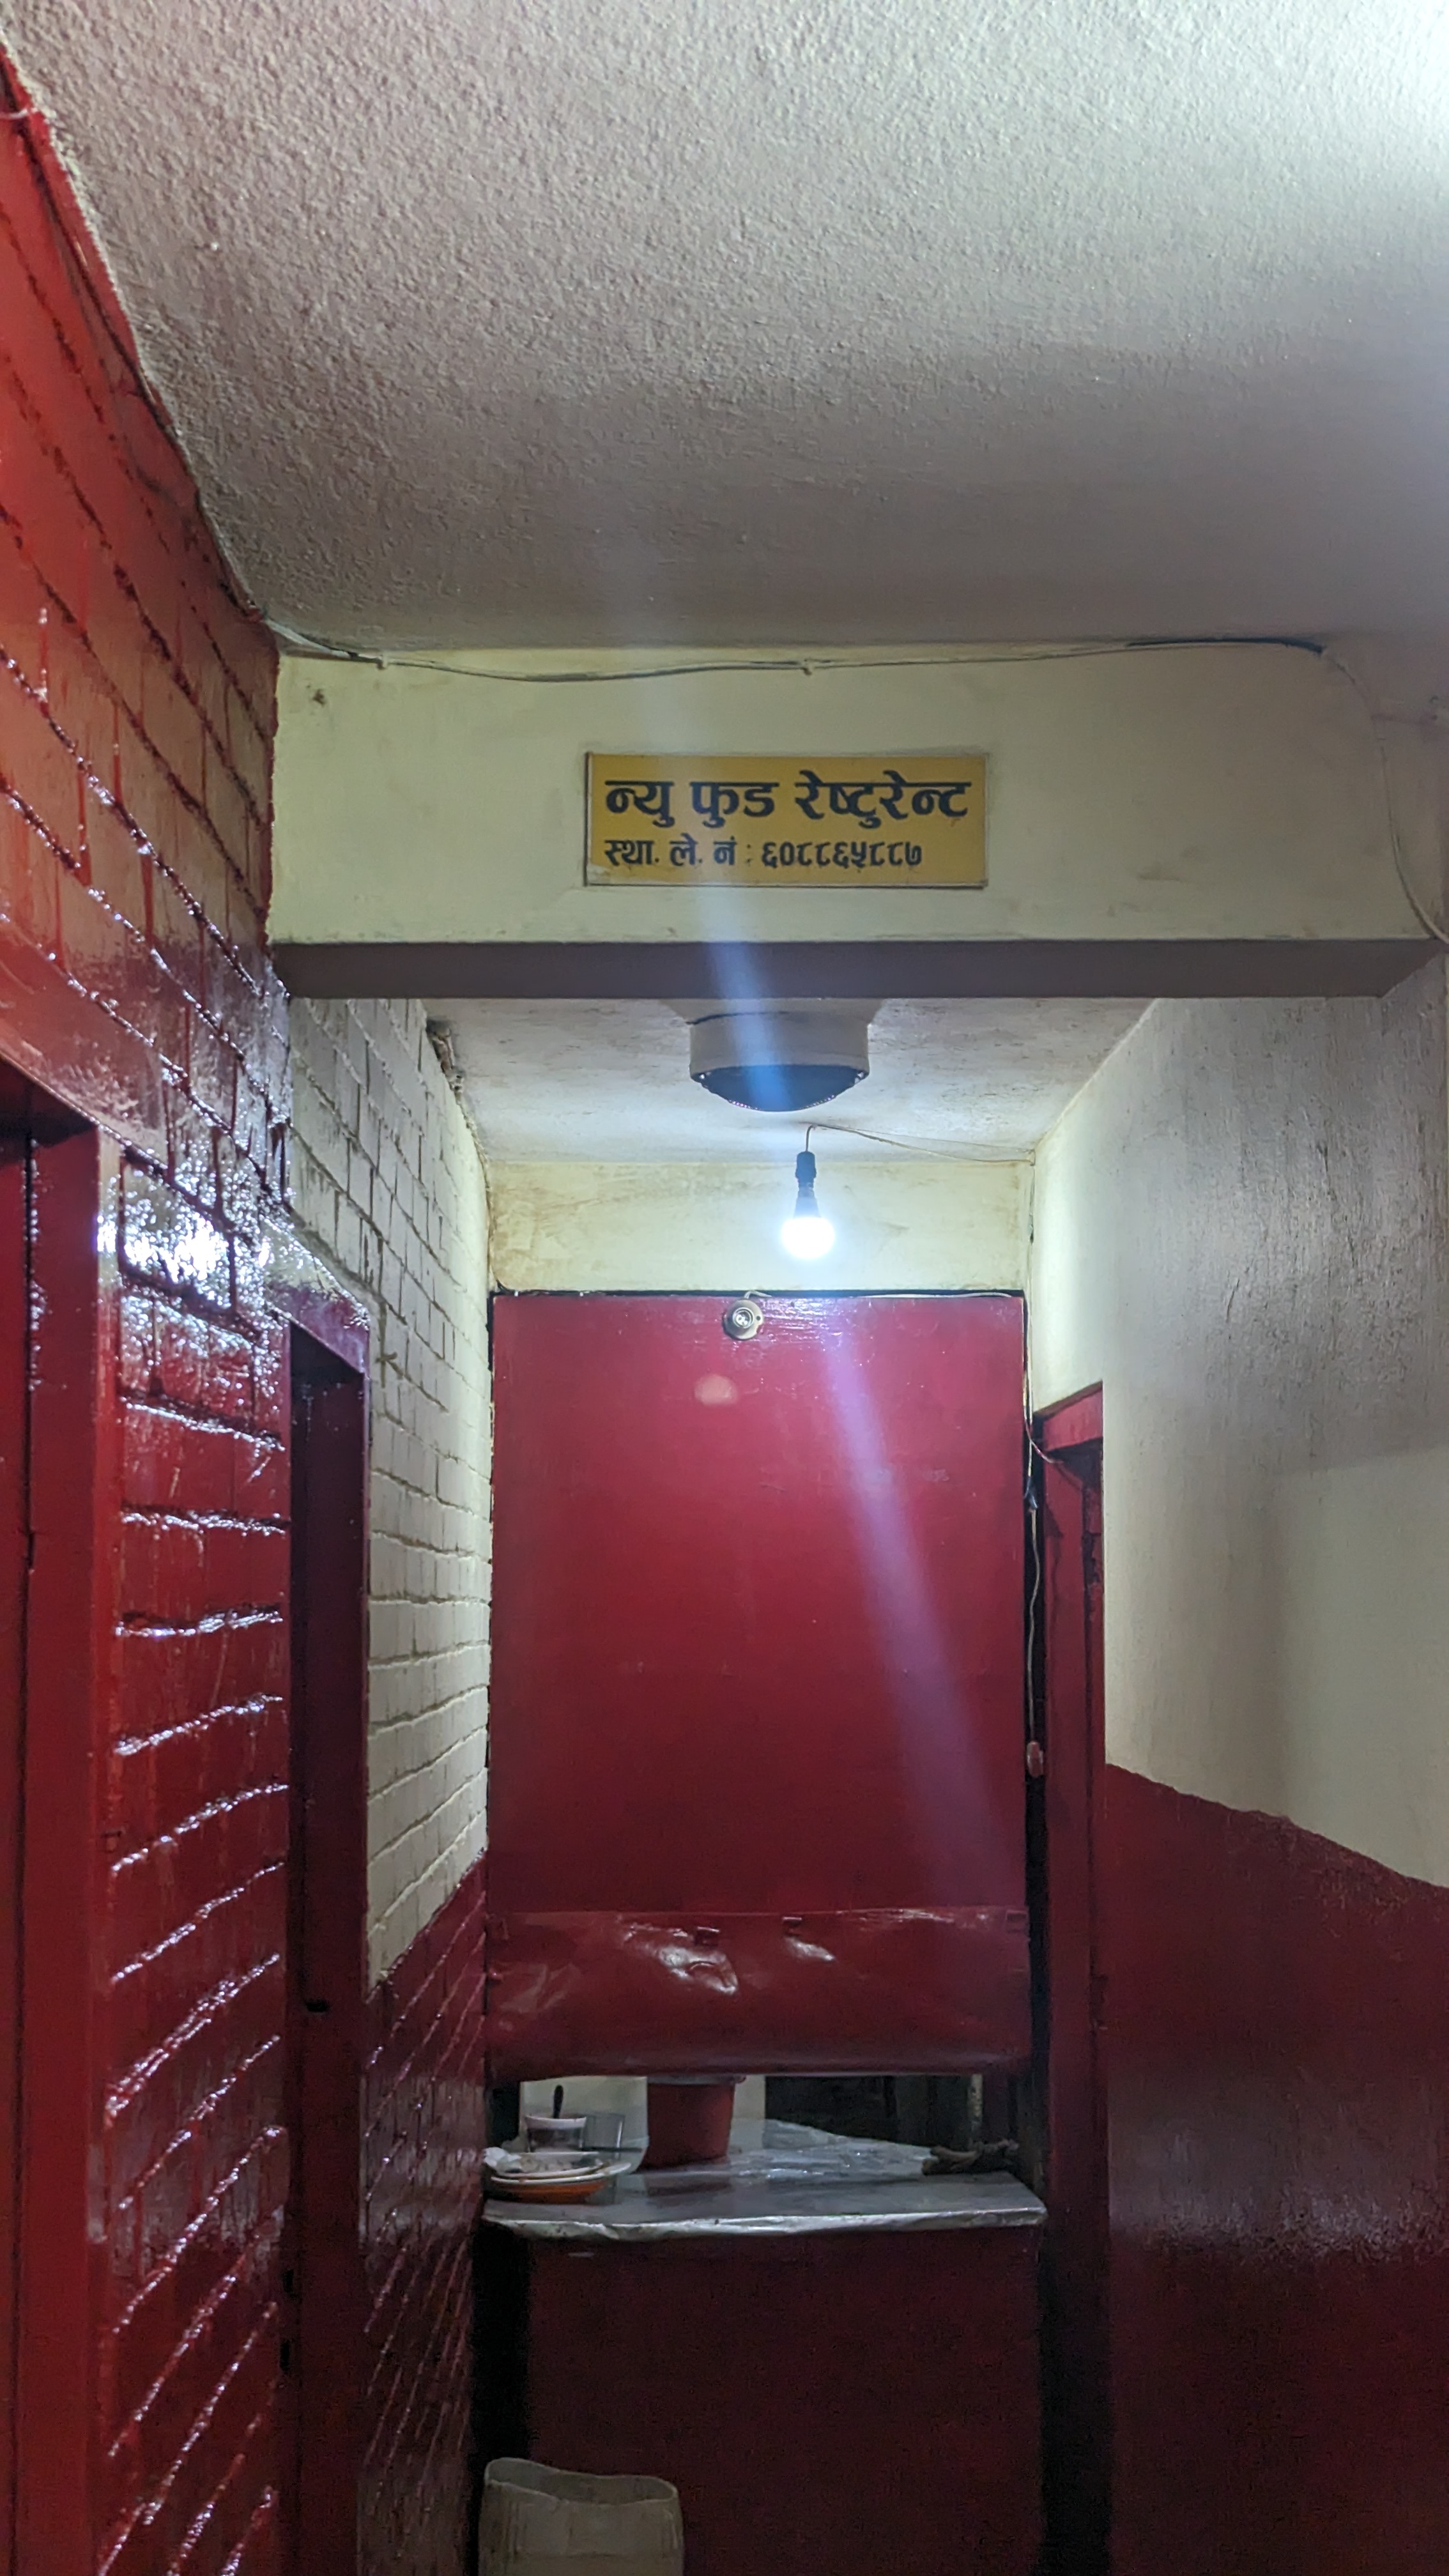 न्यु फुड रेष्टुरेन्ट
स्था. ले. नं : ६०८८६५८८७